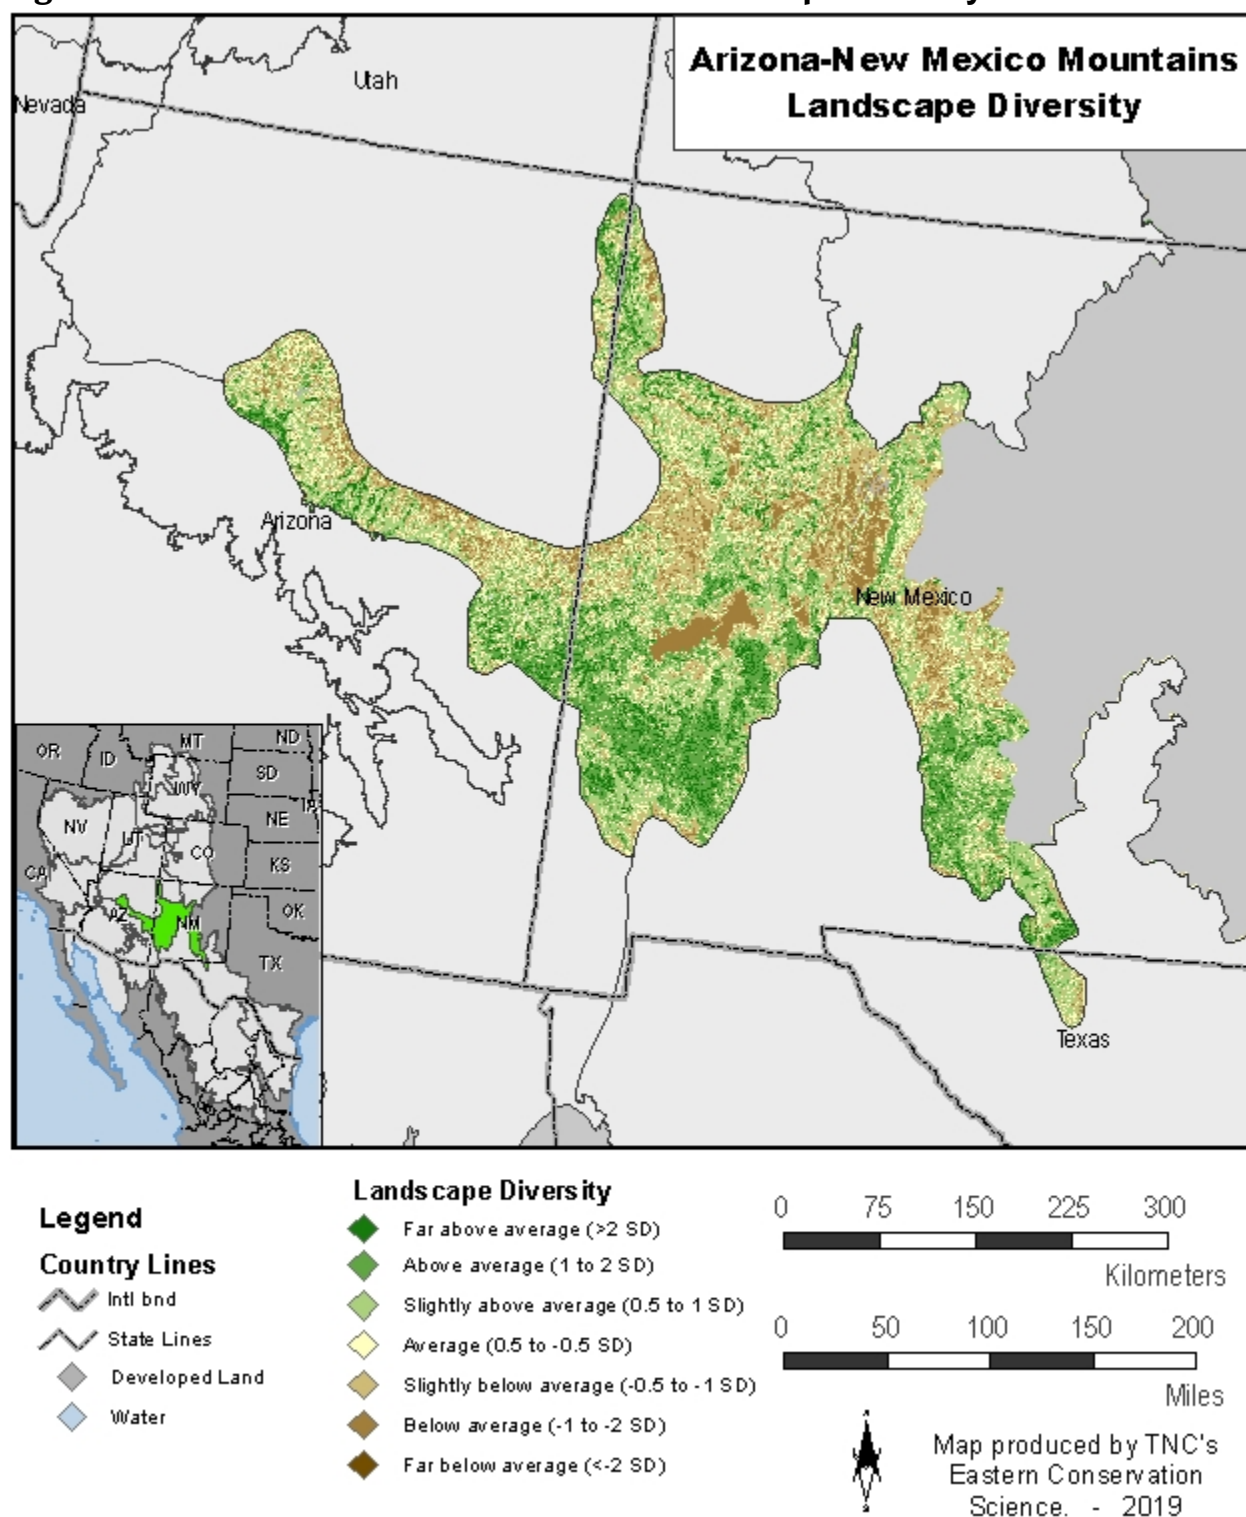 Arizona-New Mexico Mountains
Landscape Diversity
Utah
Nevada
Arizona
New Mexico
Texas
OR
ID
MT
ND
SD
WY
IA
NE
NV
UT
CO
KS
CA
AZ
NM
OK
TX
Legend
Country Lines
Intl bnd
State Lines
Developed Land
Water
Landscape Diversity
Far above average (>2 SD)
Above average (1 to 2 SD)
Slightly above average (0.5 to 1 SD)
Average (0.5 to -0.5 SD)
Slightly below average (-0.5 to -1 SD)
Below average (-1 to -2 SD)
Far below average (<-2 SD)
0 75 150 225 300
Kilometers
0 50 100 150 200
Miles
Map produced by TNC's
Eastern Conservation
Science. - 2019